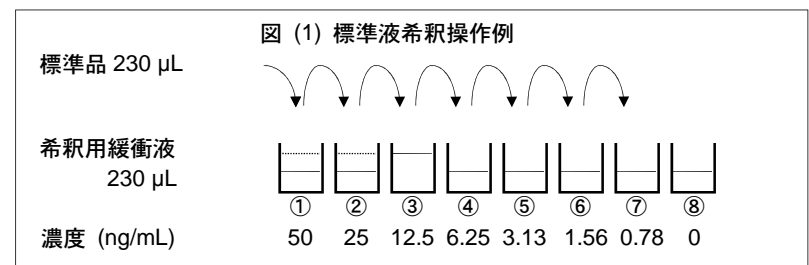 図 (1) 標準液希釈操作例
標準品 230 µL
希釈用緩衝液
230 µL
① ② ③ ④ ⑤ ⑥ ⑦ ⑧
濃度 (ng/mL) 50 25 12.5 6.25 3.13 1.56 0.78 0